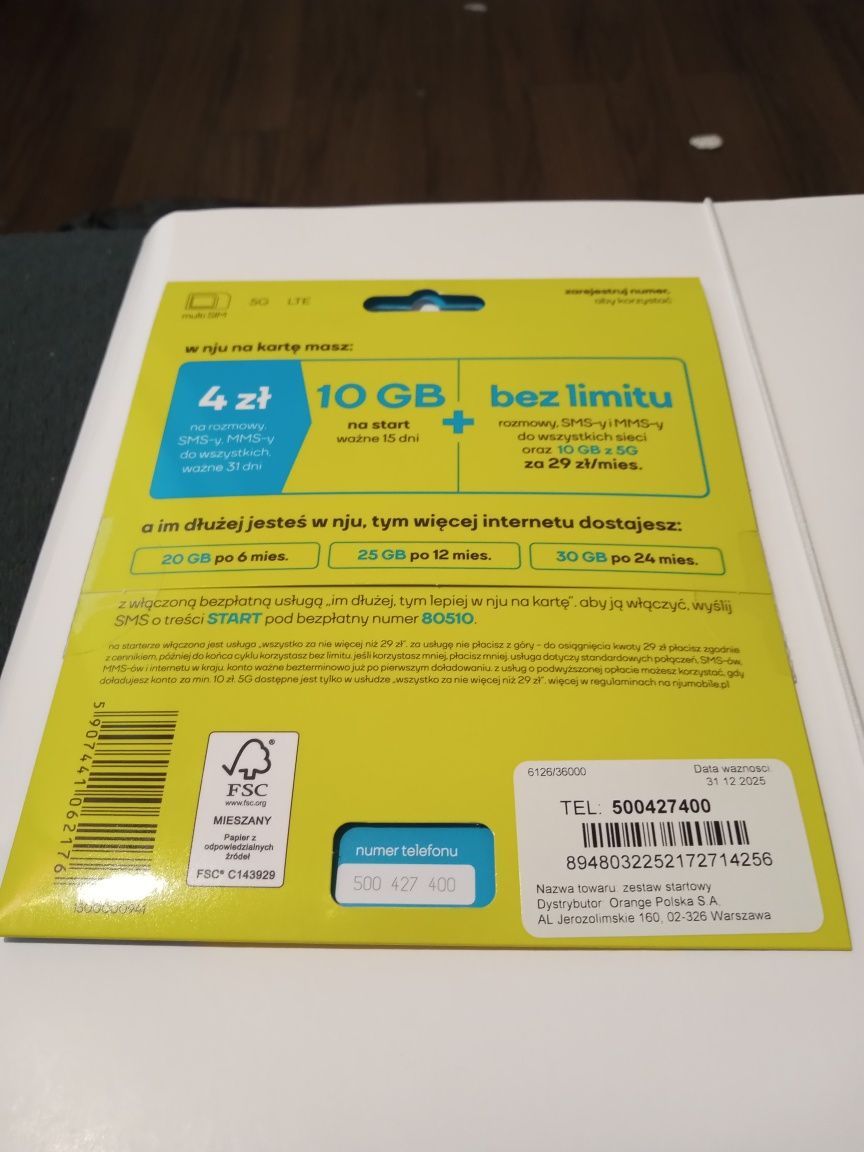 multi SIM
5G LTE
zarejestruj numer,
aby korzystać
w nju na kartę masz:
4 zł
na rozmowy,
SMS-y, MMS-y
do wszystkich,
ważne 31 dni
10 GB
na start
ważne 15 dni
+
bez limitu
rozmowy, SMS-y i MMS-y
do wszystkich sieci
oraz 10 GB z 5G
za 29 zł/mies.
a im dłużej jesteś w nju, tym więcej internetu dostajesz:
20 GB po 6 mies.
25 GB po 12 mies.
30 GB po 24 mies.
z włączoną bezpłatną usługą „im dłużej, tym lepiej w nju na kartę”. aby ją włączyć, wyślij
SMS o treści START pod bezpłatny numer 80510.
na starterze włączona jest usługa „wszystko za nie więcej niż 29 zł”. za usługę nie płacisz z góry – do osiągnięcia kwoty 29 zł płacisz zgodnie
z cennikiem, później do końca cyklu korzystasz bez limitu. jeśli korzystasz mniej, płacisz mniej. usługa dotyczy standardowych połączeń, SMS-ów,
MMS-ów i internetu w kraju. konto ważne bezterminowo już po pierwszym doładowaniu. z usług o podwyższonej opłacie możesz korzystać, gdy
doładujesz konto za min. 10 zł. 5G dostępne jest tylko w usłudze „wszystko za nie więcej niż 29 zł”. więcej w regulaminach na njumobile.pl
5907441062176
1500000941
FSC
www.fsc.org
MIESZANY
Papier z
odpowiedzialnych
źródeł
FSC® C143929
numer telefonu
500 427 400
6126/36000
Data waznosci.
31.12.2025
TEL: 500427400
8948032252172714256
Nazwa towaru. zestaw startowy
Dystrybutor Orange Polska S.A.
AL Jerozolimskie 160, 02-326 Warszawa